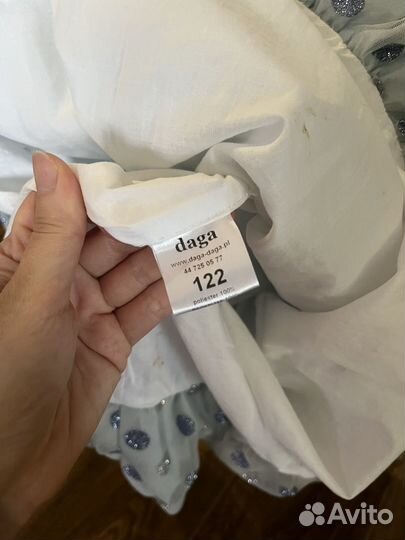 daga
www.daga-daga.pl
44 725 05 77
122
poliester 100%
Avito